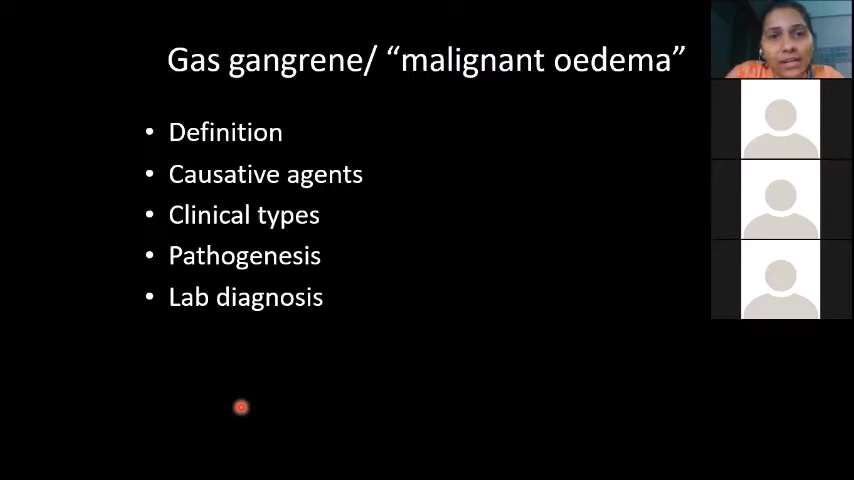 Gas gangrene/ “malignant oedema”
• Definition
• Causative agents
• Clinical types
• Pathogenesis
• Lab diagnosis